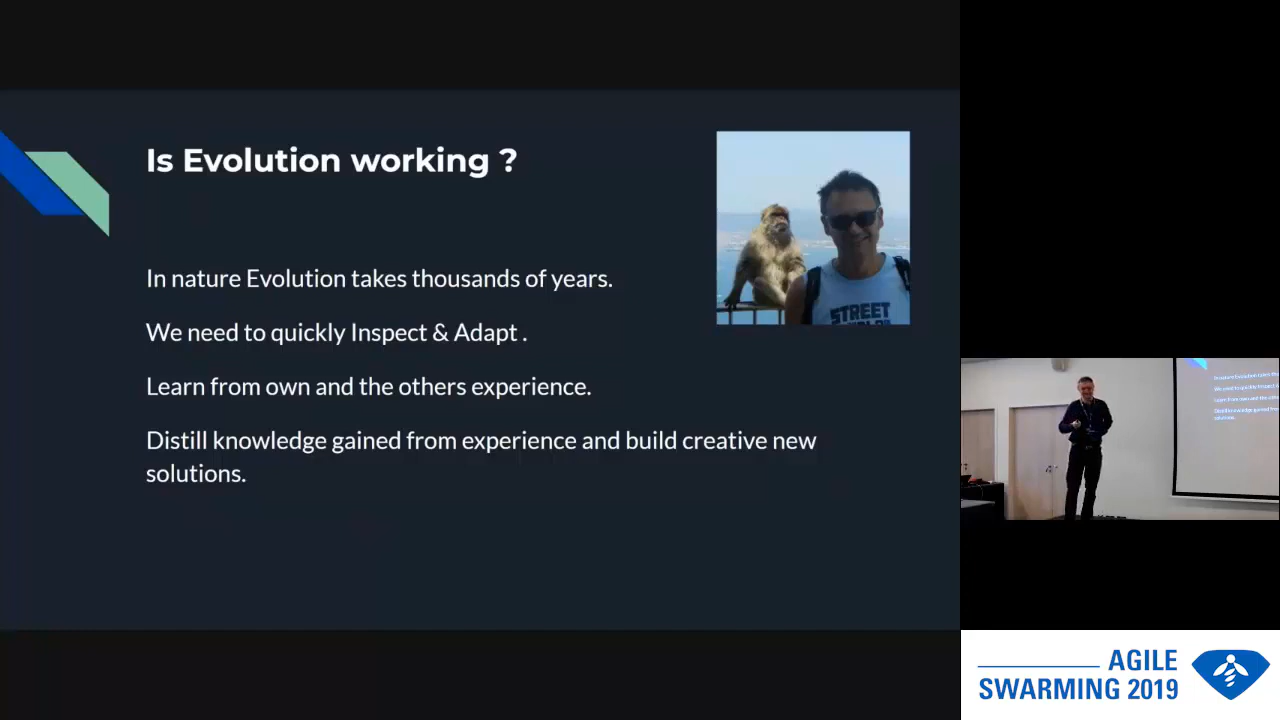 Is Evolution working ?
In nature Evolution takes thousands of years.
We need to quickly Inspect & Adapt .
Learn from own and the others experience.
Distill knowledge gained from experience and build creative new
solutions.
STREET
AGILE
SWARMING 2019